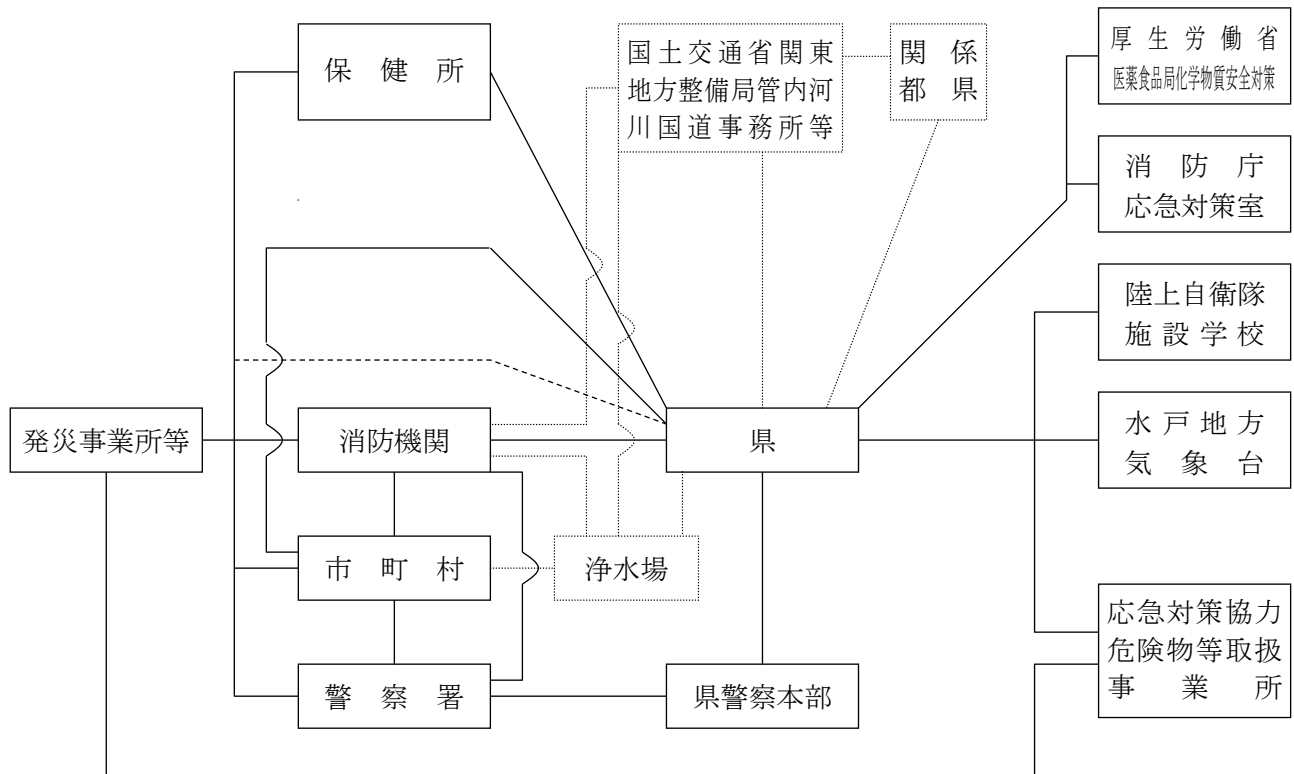 保健所
国土交通省関東
地方整備局管内河
川国道事務所等
関係
都県
厚生労働省
医薬食品局化学物質安全対策
消防庁
応急対策室
陸上自衛隊
施設学校
発災事業所等
消防機関
県
水戸地方
気象台
市町村
浄水場
応急対策協力
危険物等取扱
事業所
警察署
県警察本部